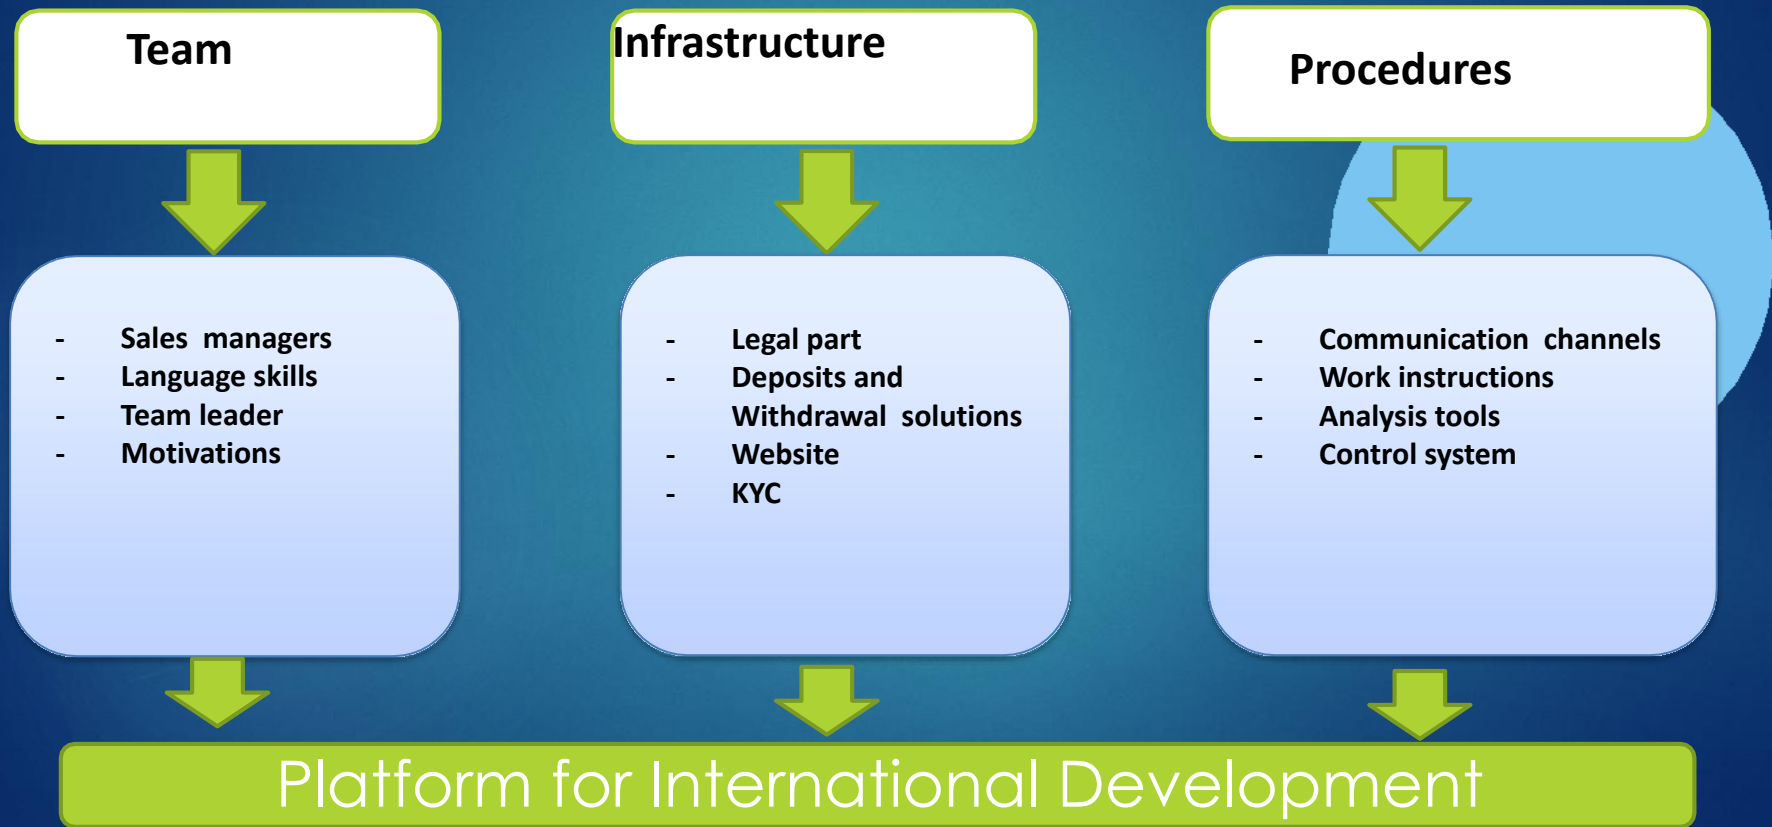 Team
- Sales managers
- Language skills
- Team leader
- Motivations
Infrastructure
- Legal part
- Deposits and
Withdrawal solutions
- Website
- KYC
Procedures
- Communication channels
- Work instructions
- Analysis tools
- Control system
Platform for International Development